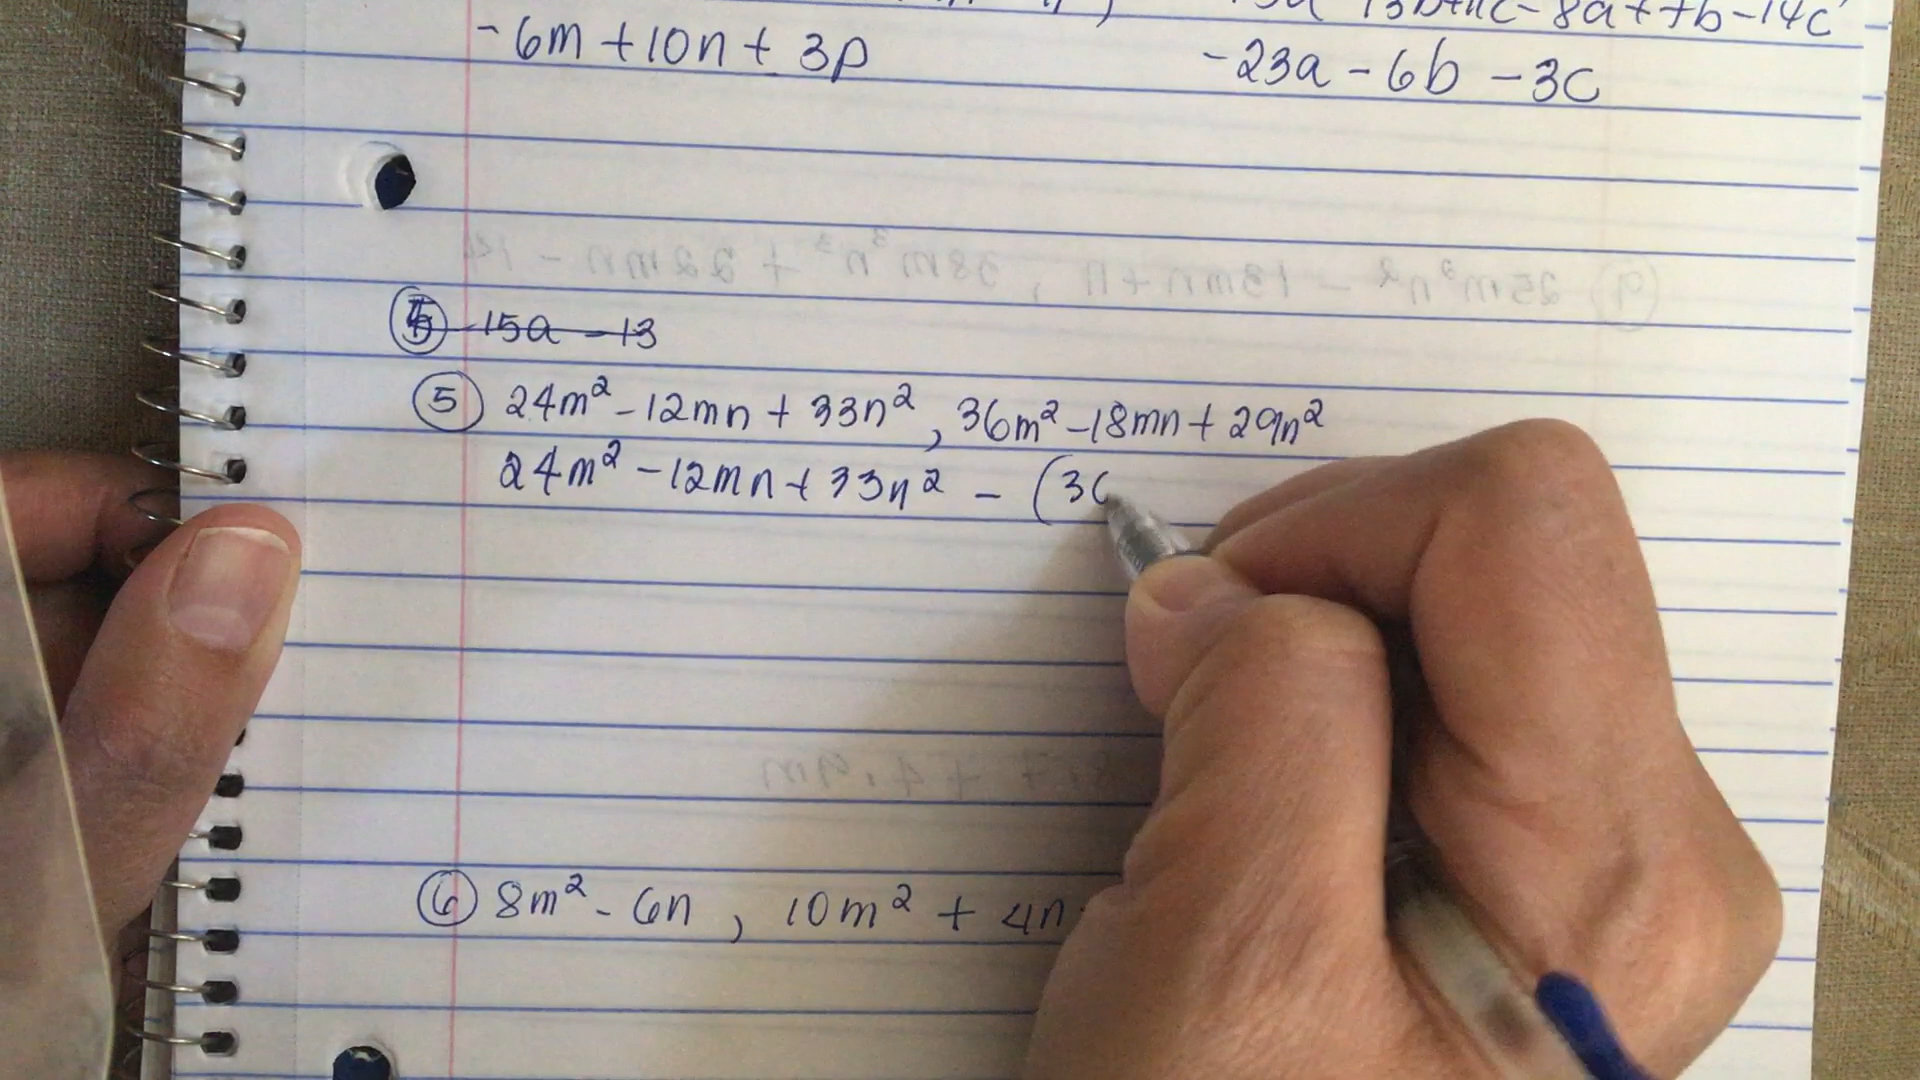 -6m +10n + 3p
-23a - 6b - 3c
15a - 13
⑤ 24m² - 12mn + 33n², 36m² - 18mn + 29n²
24m² - 12mn + 33n² - (36
⑥ 8m² - 6n, 10m² + 4n